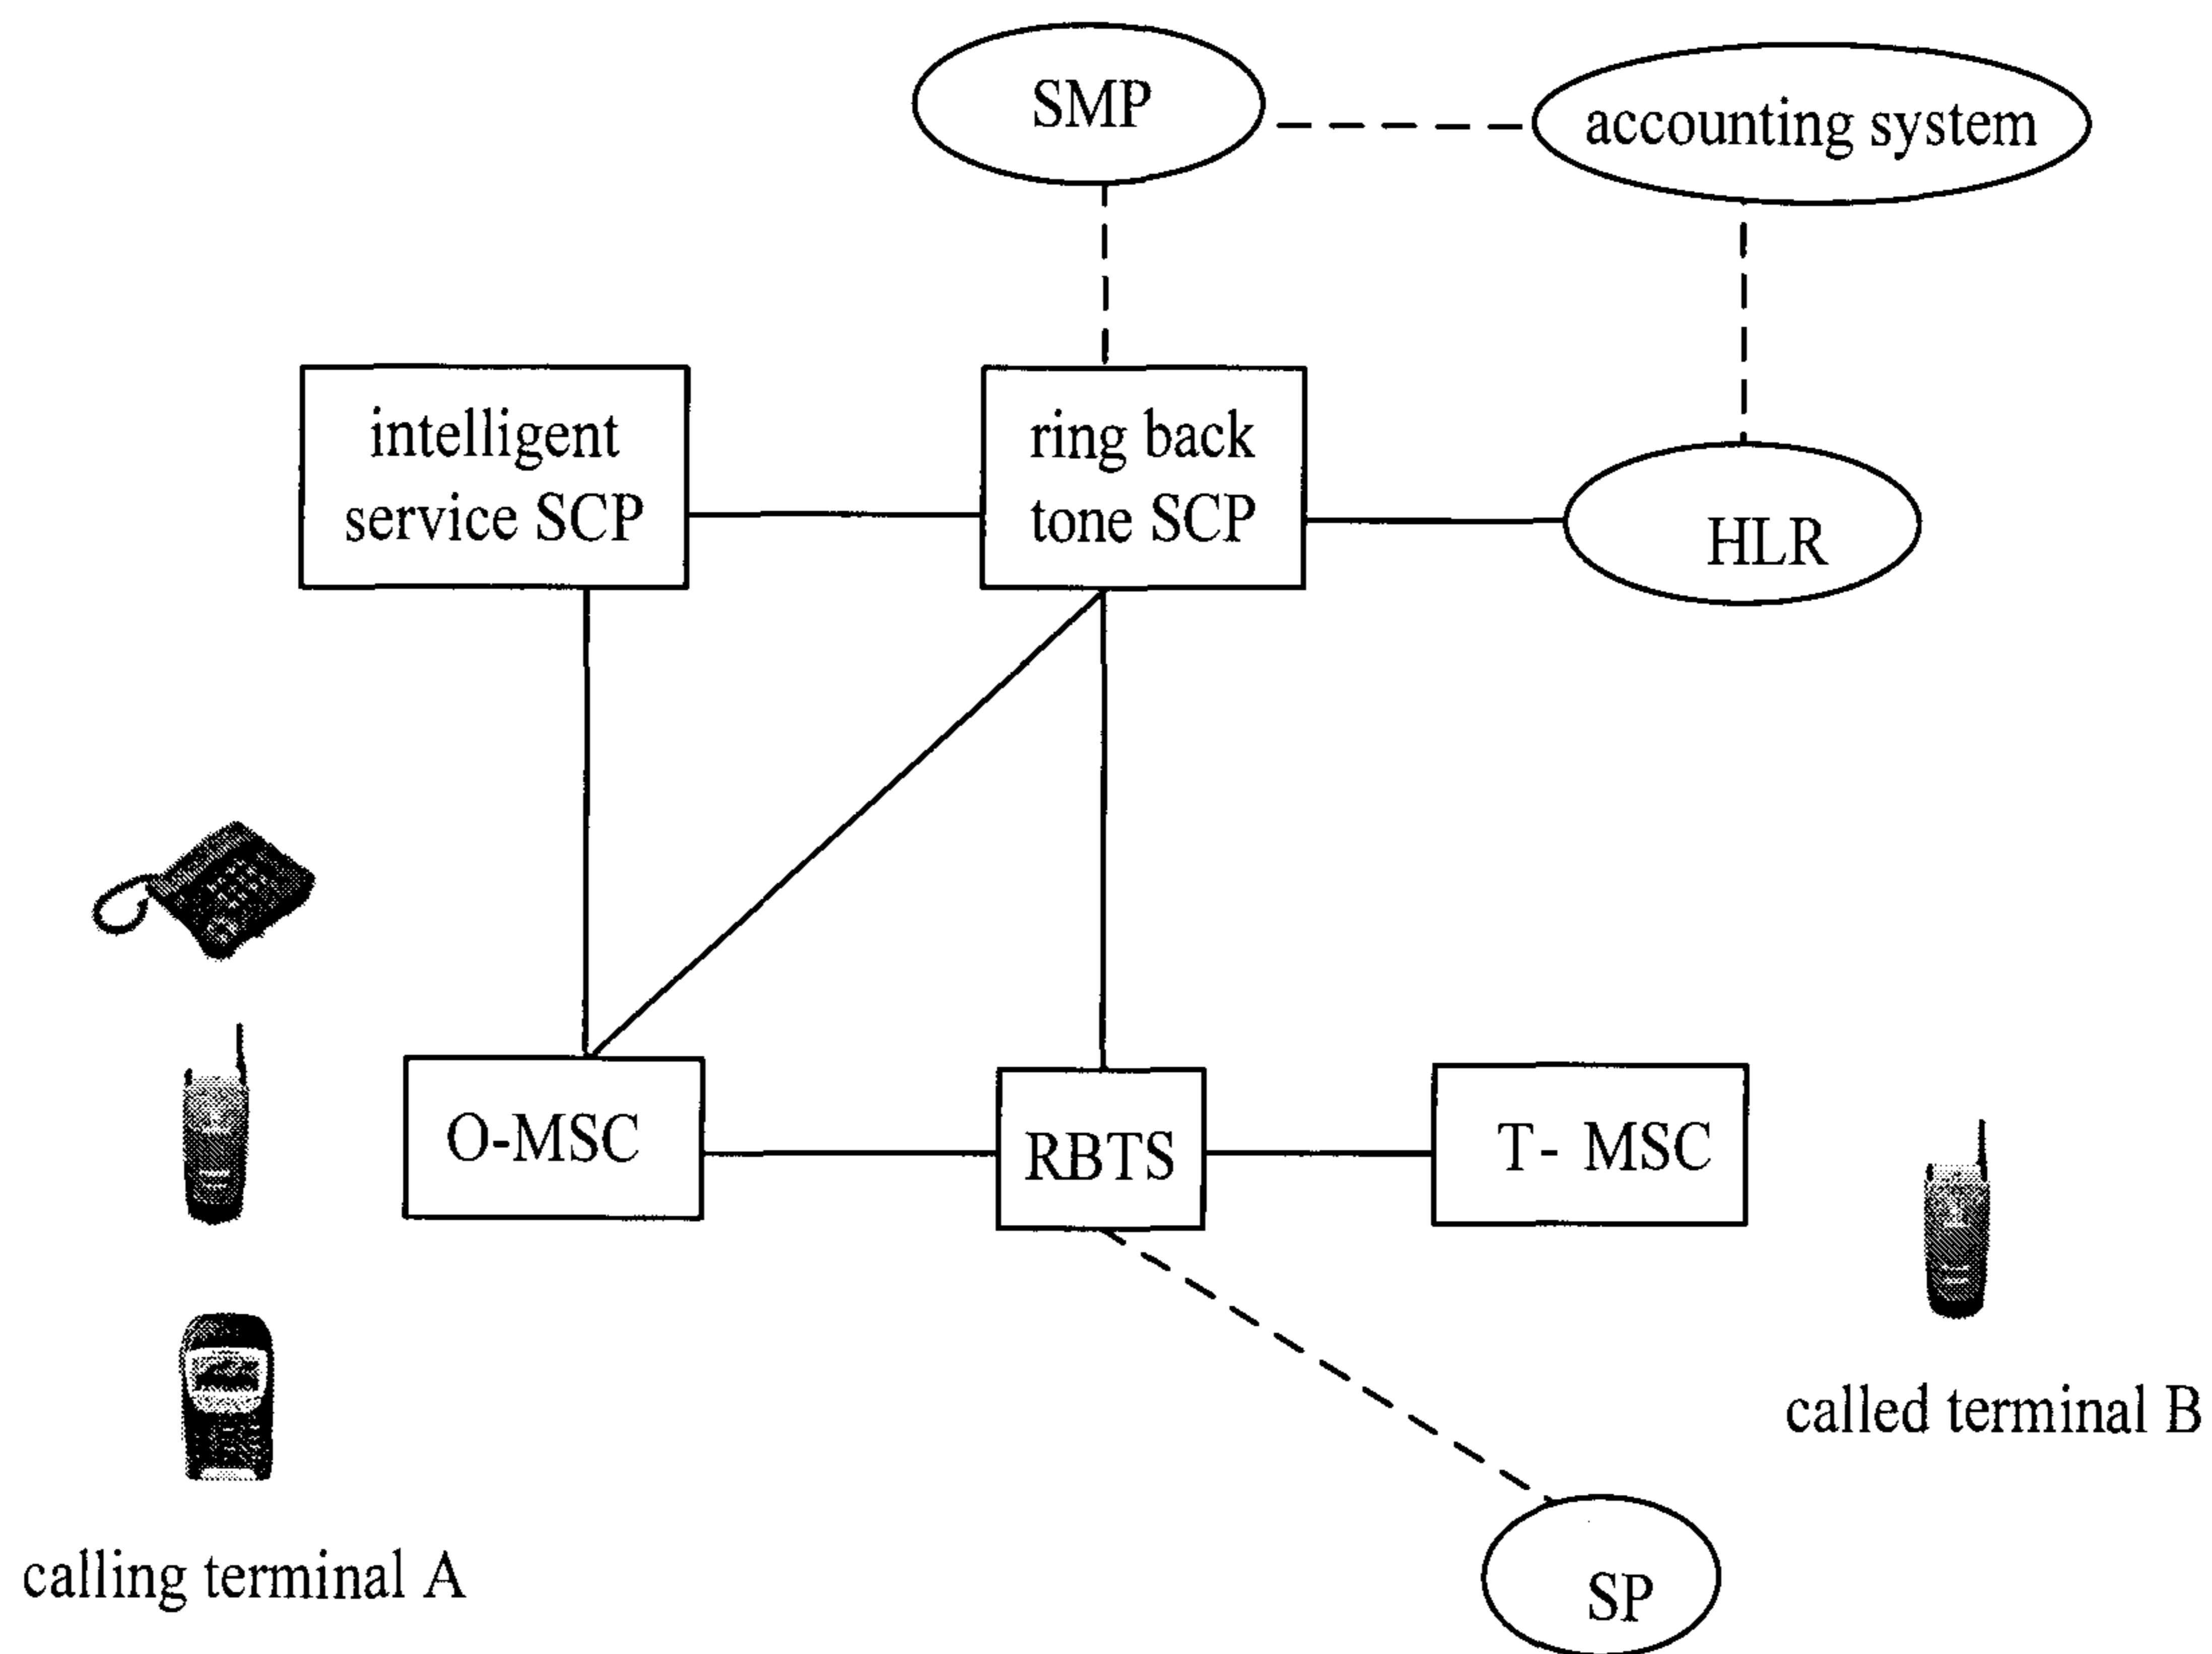 SMP
accounting system
intelligent
service SCP
ring back
tone SCP
HLR
O-MSC
RBTS
T- MSC
called terminal B
calling terminal A
SP